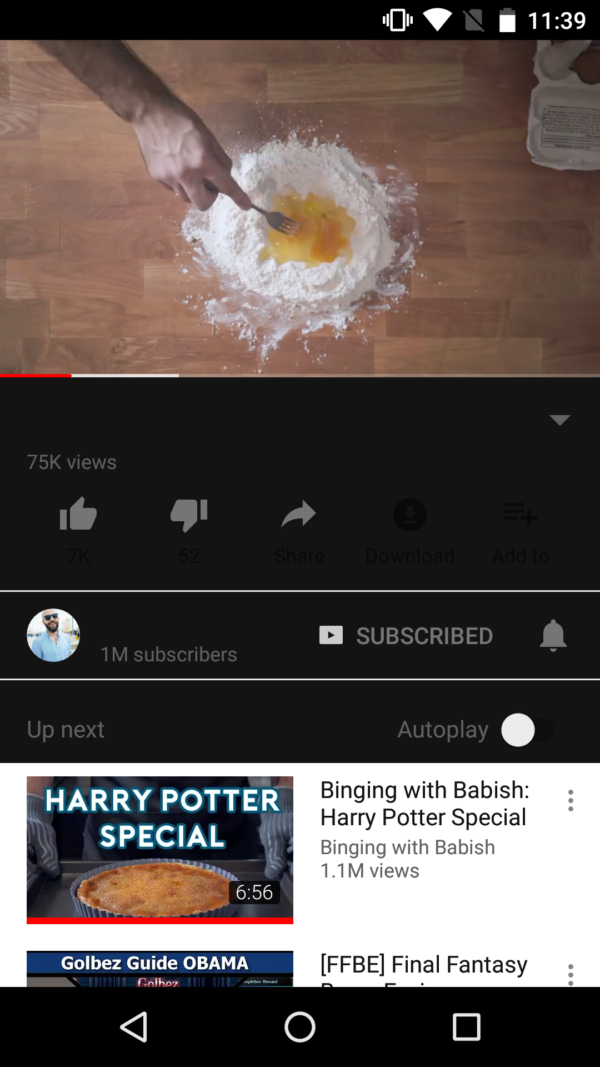 11:39
75K views
7K
52
Share
Download
Add to
1M subscribers
SUBSCRIBED
Up next
Autoplay
HARRY POTTER
SPECIAL
6:56
Binging with Babish:
Harry Potter Special
Binging with Babish
1.1M views
Golbez Guide OBAMA
Golbez
[FFBE] Final Fantasy